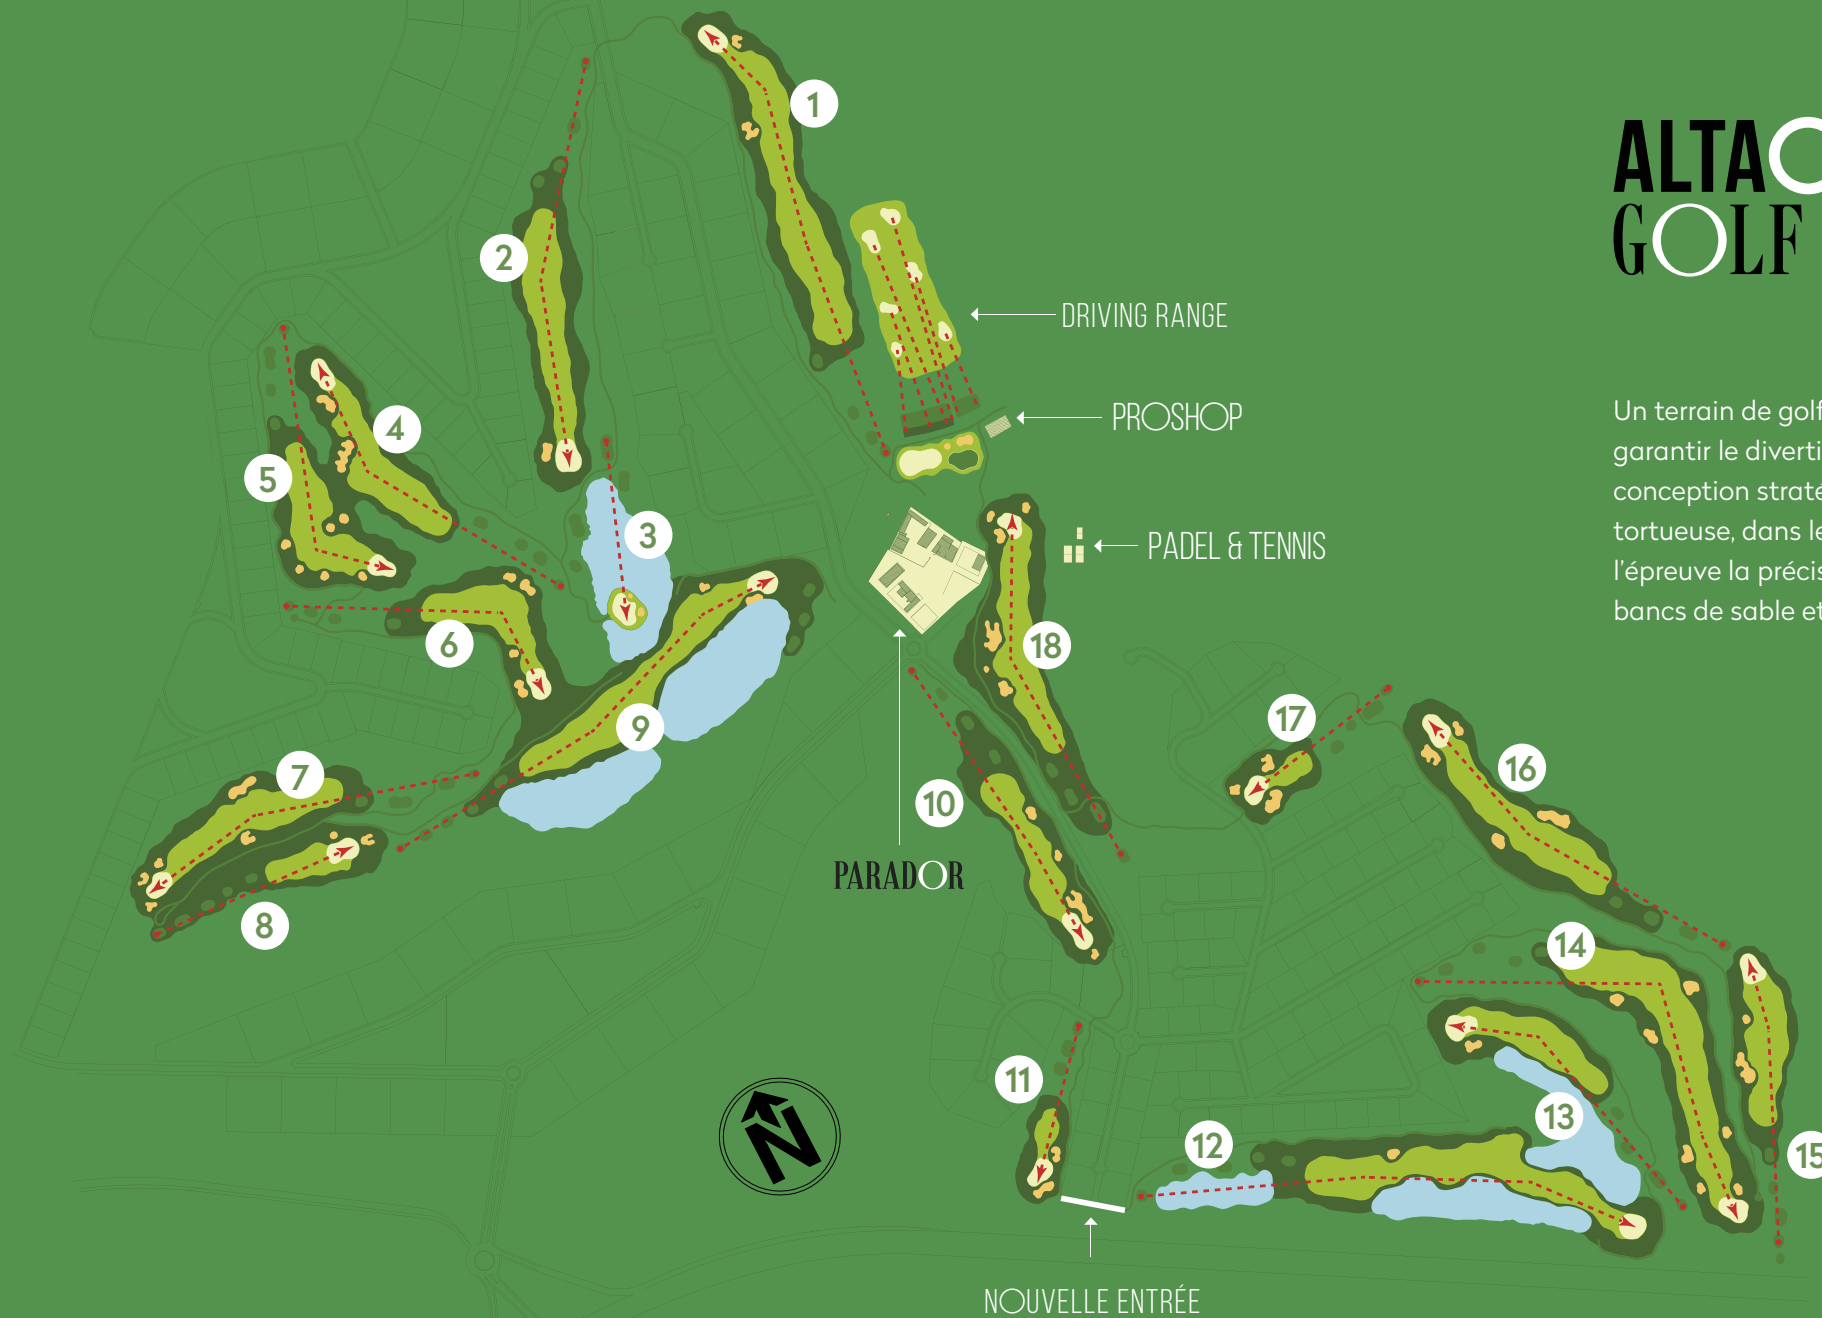 1
2
3
4
5
6
7
8
9
10
11
12
13
14
15
16
17
18
DRIVING RANGE
PROSHOP
PADEL & TENNIS
PARADOR
N
NOUVELLE ENTRÉE
ALTAO
GOLF
Un terrain de golf
garantir le diverti
conception straté
tortueuse, dans le
l'épreuve la précis
bancs de sable et